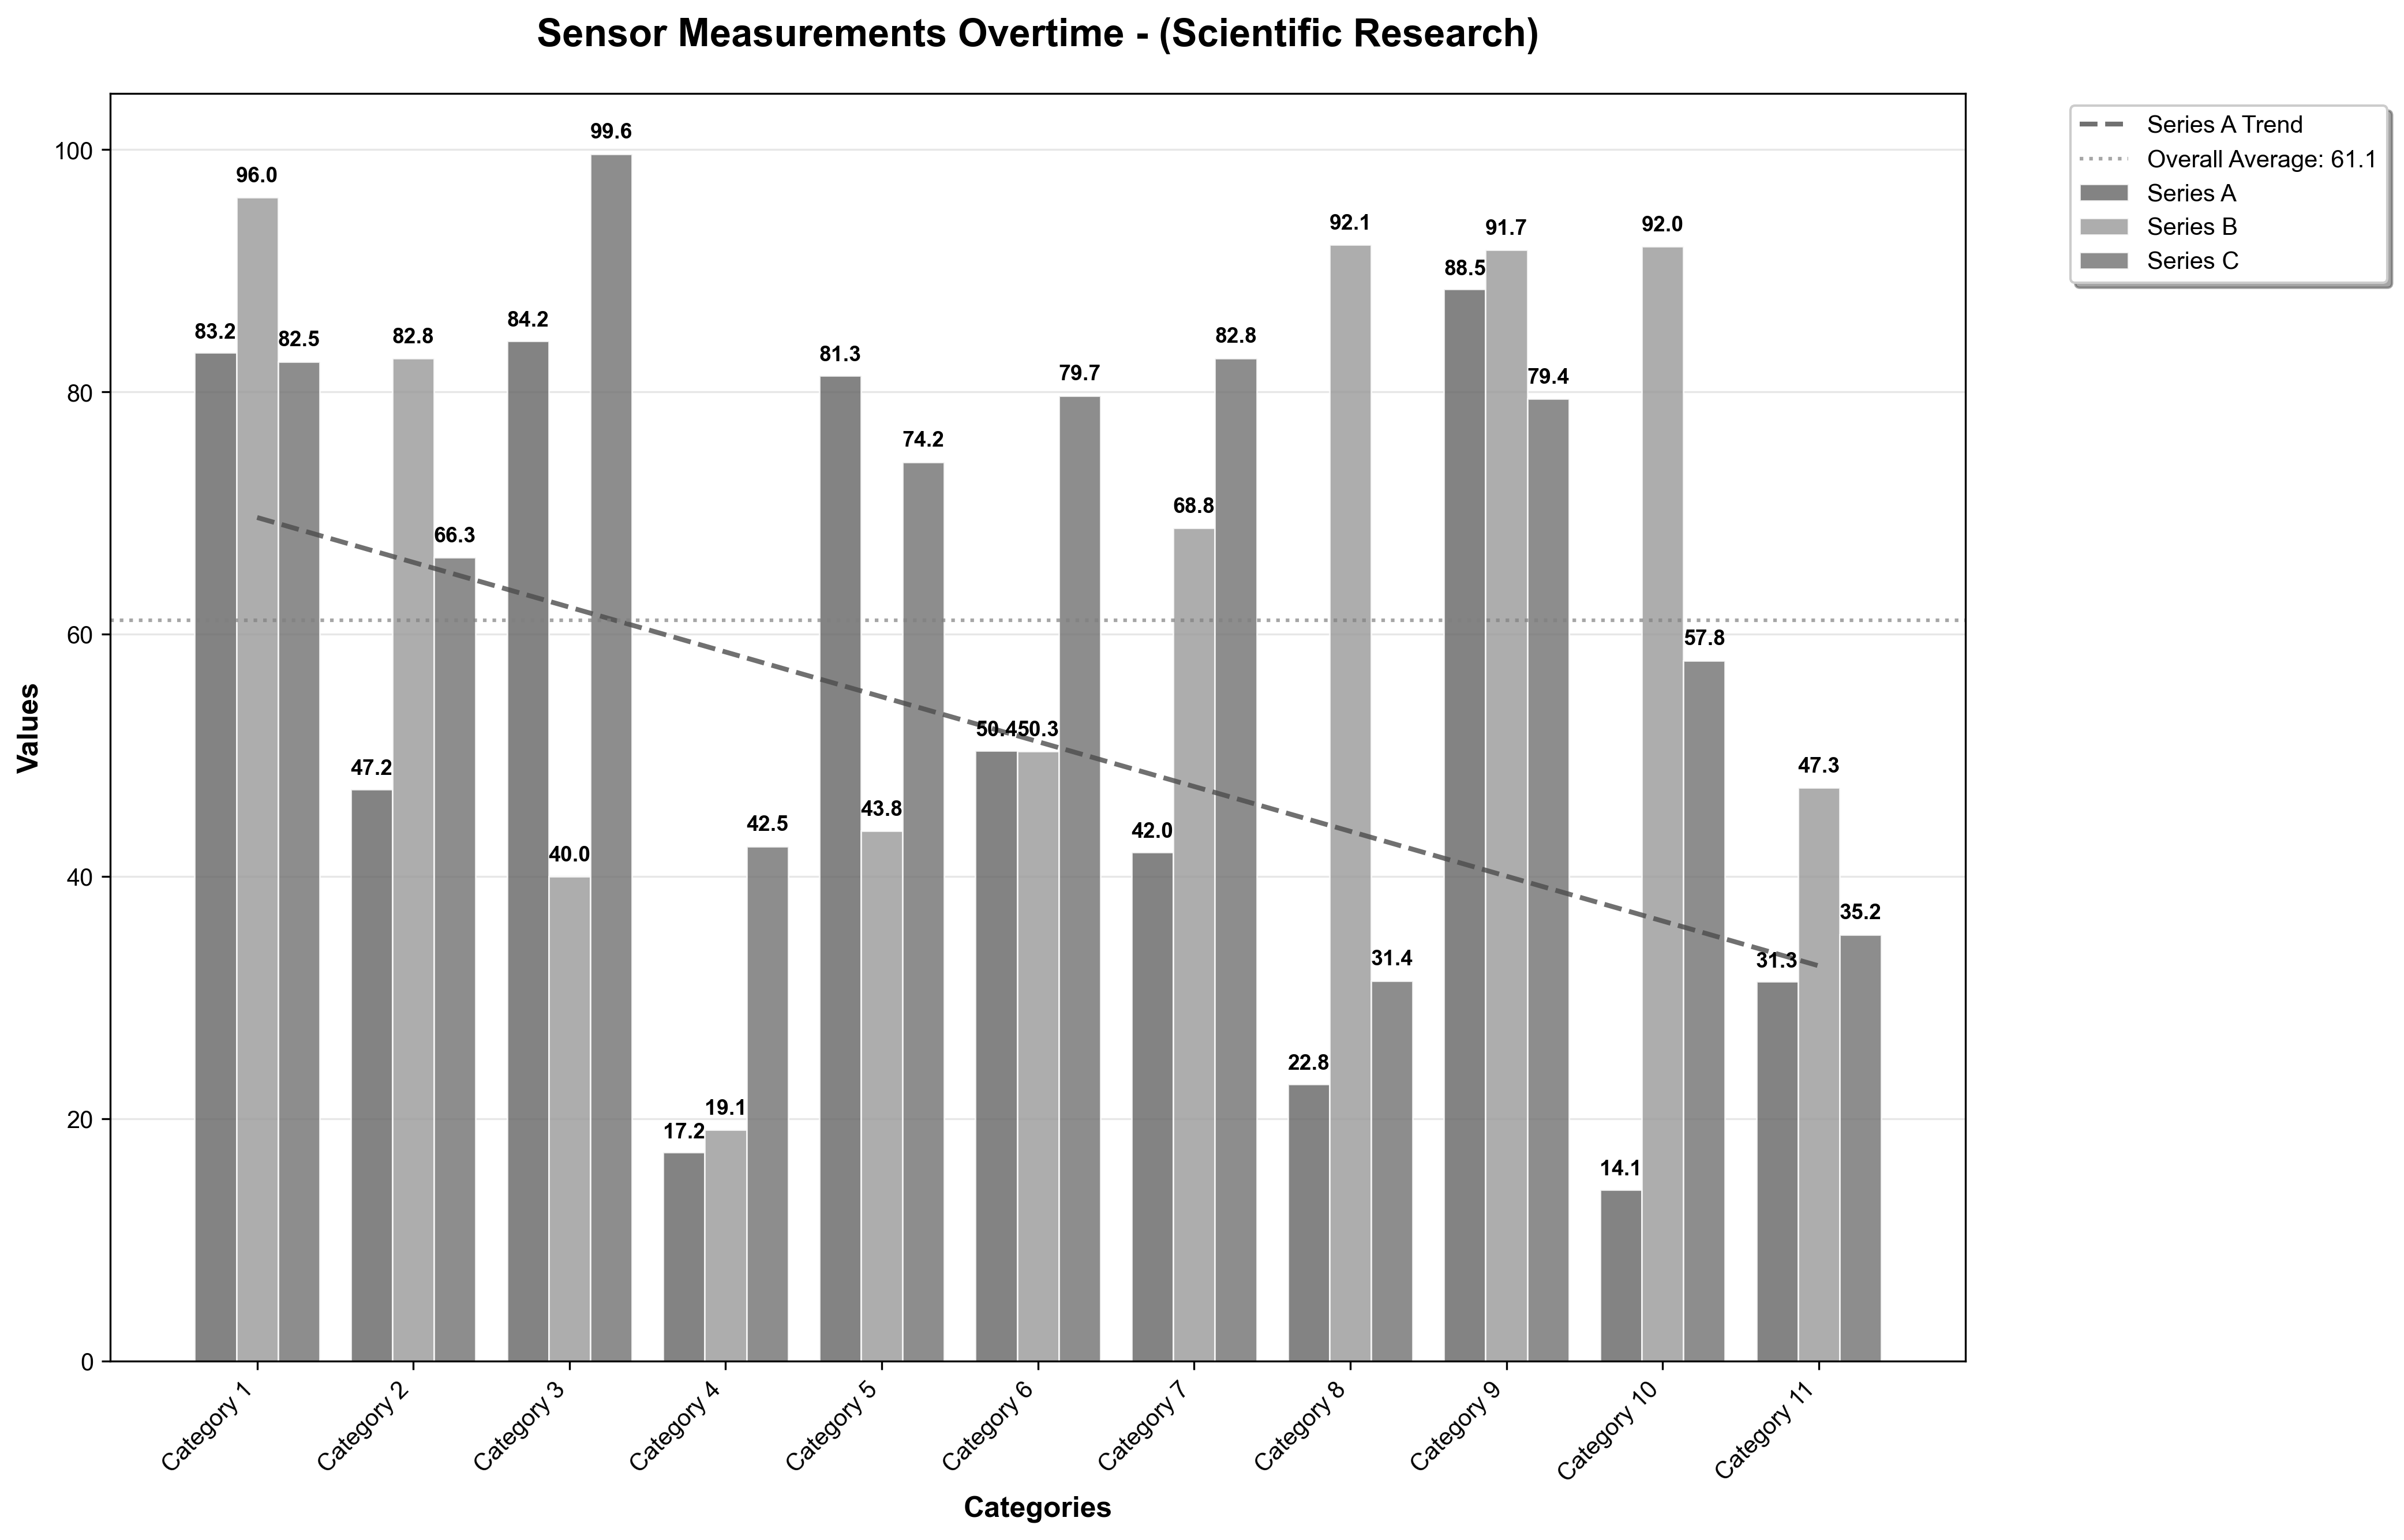 Sensor Measurements Overtime - (Scientific Research)
Series A Trend
Overall Average: 61.1
Series A
Series B
Series C
Values
100
80
60
40
20
0
83.2
96.0
82.5
47.2
82.8
66.3
84.2
40.0
99.6
17.2
19.1
42.5
81.3
43.8
74.2
50.4
50.3
79.7
42.0
68.8
82.8
22.8
92.1
31.4
88.5
91.7
79.4
14.1
92.0
57.8
31.3
47.3
35.2
Category 1
Category 2
Category 3
Category 4
Category 5
Category 6
Category 7
Category 8
Category 9
Category 10
Category 11
Categories